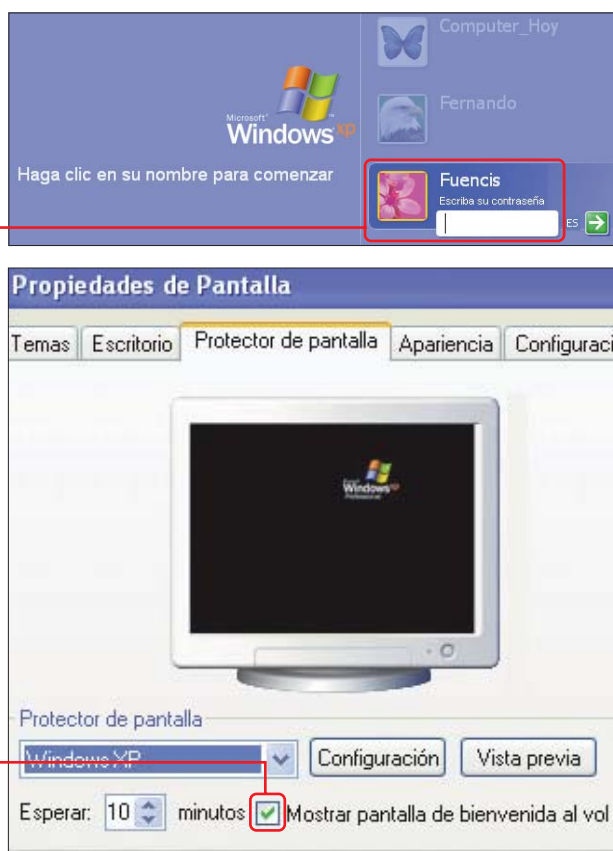 Computer_Hoy
Fernando
Microsoft
Windows xp
Haga clic en su nombre para comenzar
Fuencis
Escriba su contraseña
ES
Propiedades de Pantalla
Temas Escritorio Protector de pantalla Apariencia Configuraci
Windows
Protector de pantalla
Windows XP Configuración Vista previa
Esperar: 10 minutos Mostrar pantalla de bienvenida al vol